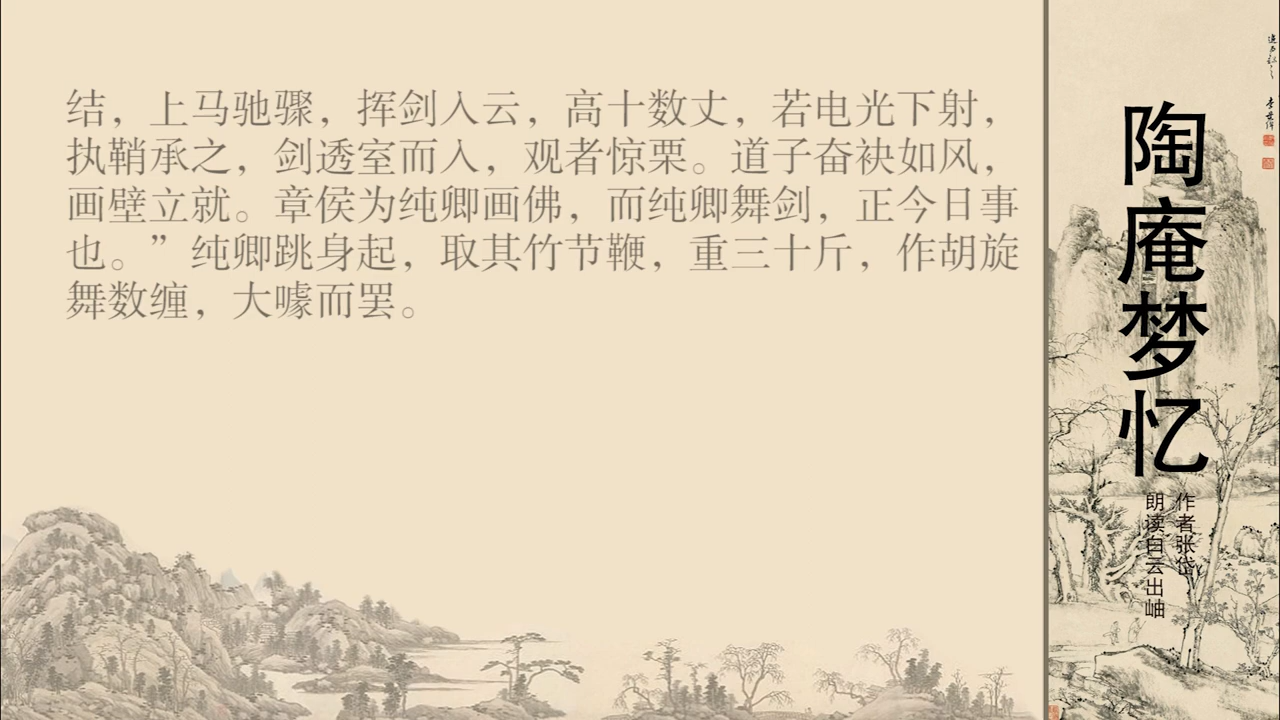 结，上马驰骤，挥剑入云，高十数丈，若电光下射，
执鞘承之，剑透室而入，观者惊栗。道子奋袂如风，
画壁立就。章侯为纯卿画佛，而纯卿舞剑，正今日事
也。”纯卿跳身起，取其竹节鞭，重三十斤，作胡旋
舞数缠，大噱而罢。
陶庵梦忆
作者张岱
朗读白云出岫